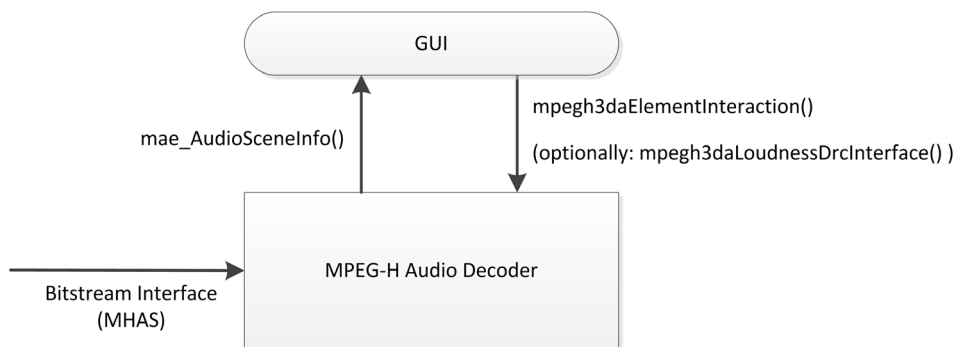 GUI
mae_AudioSceneInfo()
mpegh3daElementInteraction()
(optionally: mpegh3daLoudnessDrcInterface() )
MPEG-H Audio Decoder
Bitstream Interface
(MHAS)